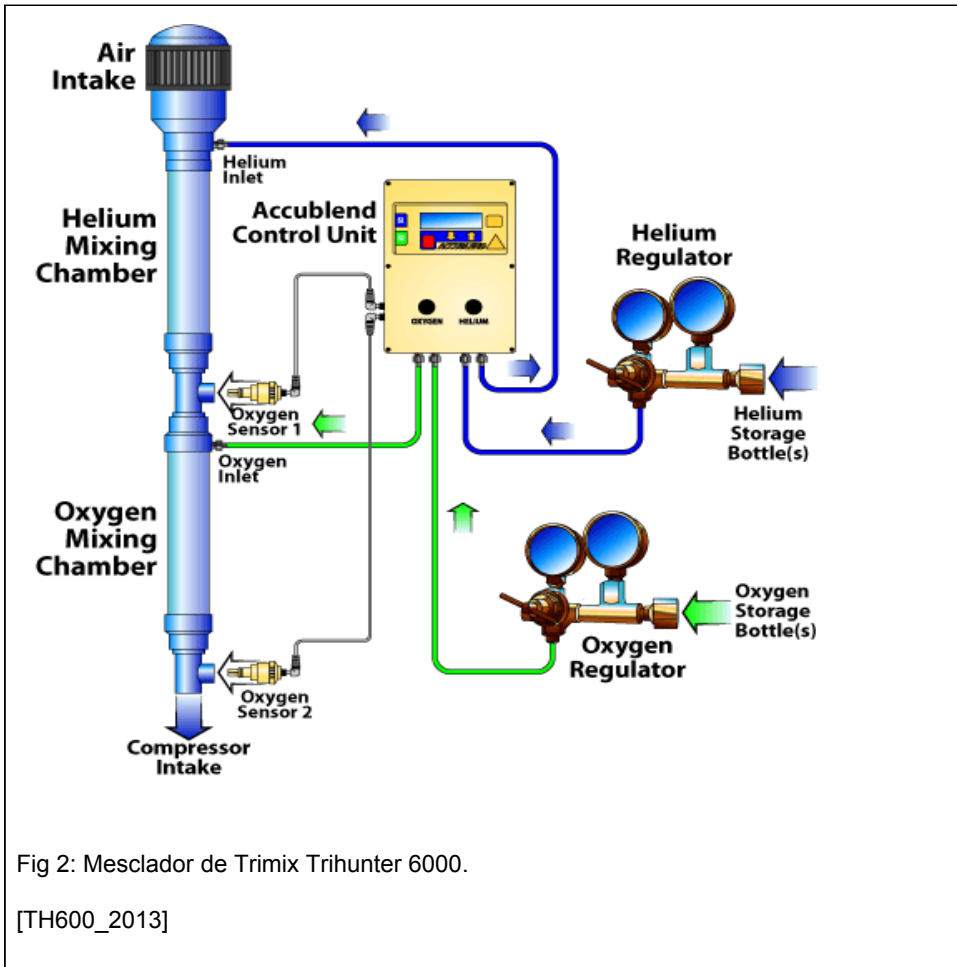 Air
Intake
Helium
Inlet
Helium
Mixing
Chamber
Accublend
Control Unit
OXYGEN
HELIUM
Helium
Regulator
Helium
Storage
Bottle(s)
Oxygen
Sensor 1
Oxygen
Inlet
Oxygen
Mixing
Chamber
Oxygen
Storage
Bottle(s)
Oxygen
Regulator
Oxygen
Sensor 2
Compressor
Intake
Fig 2: Mesclador de Trimix Trihunter 6000.
[TH600_2013]